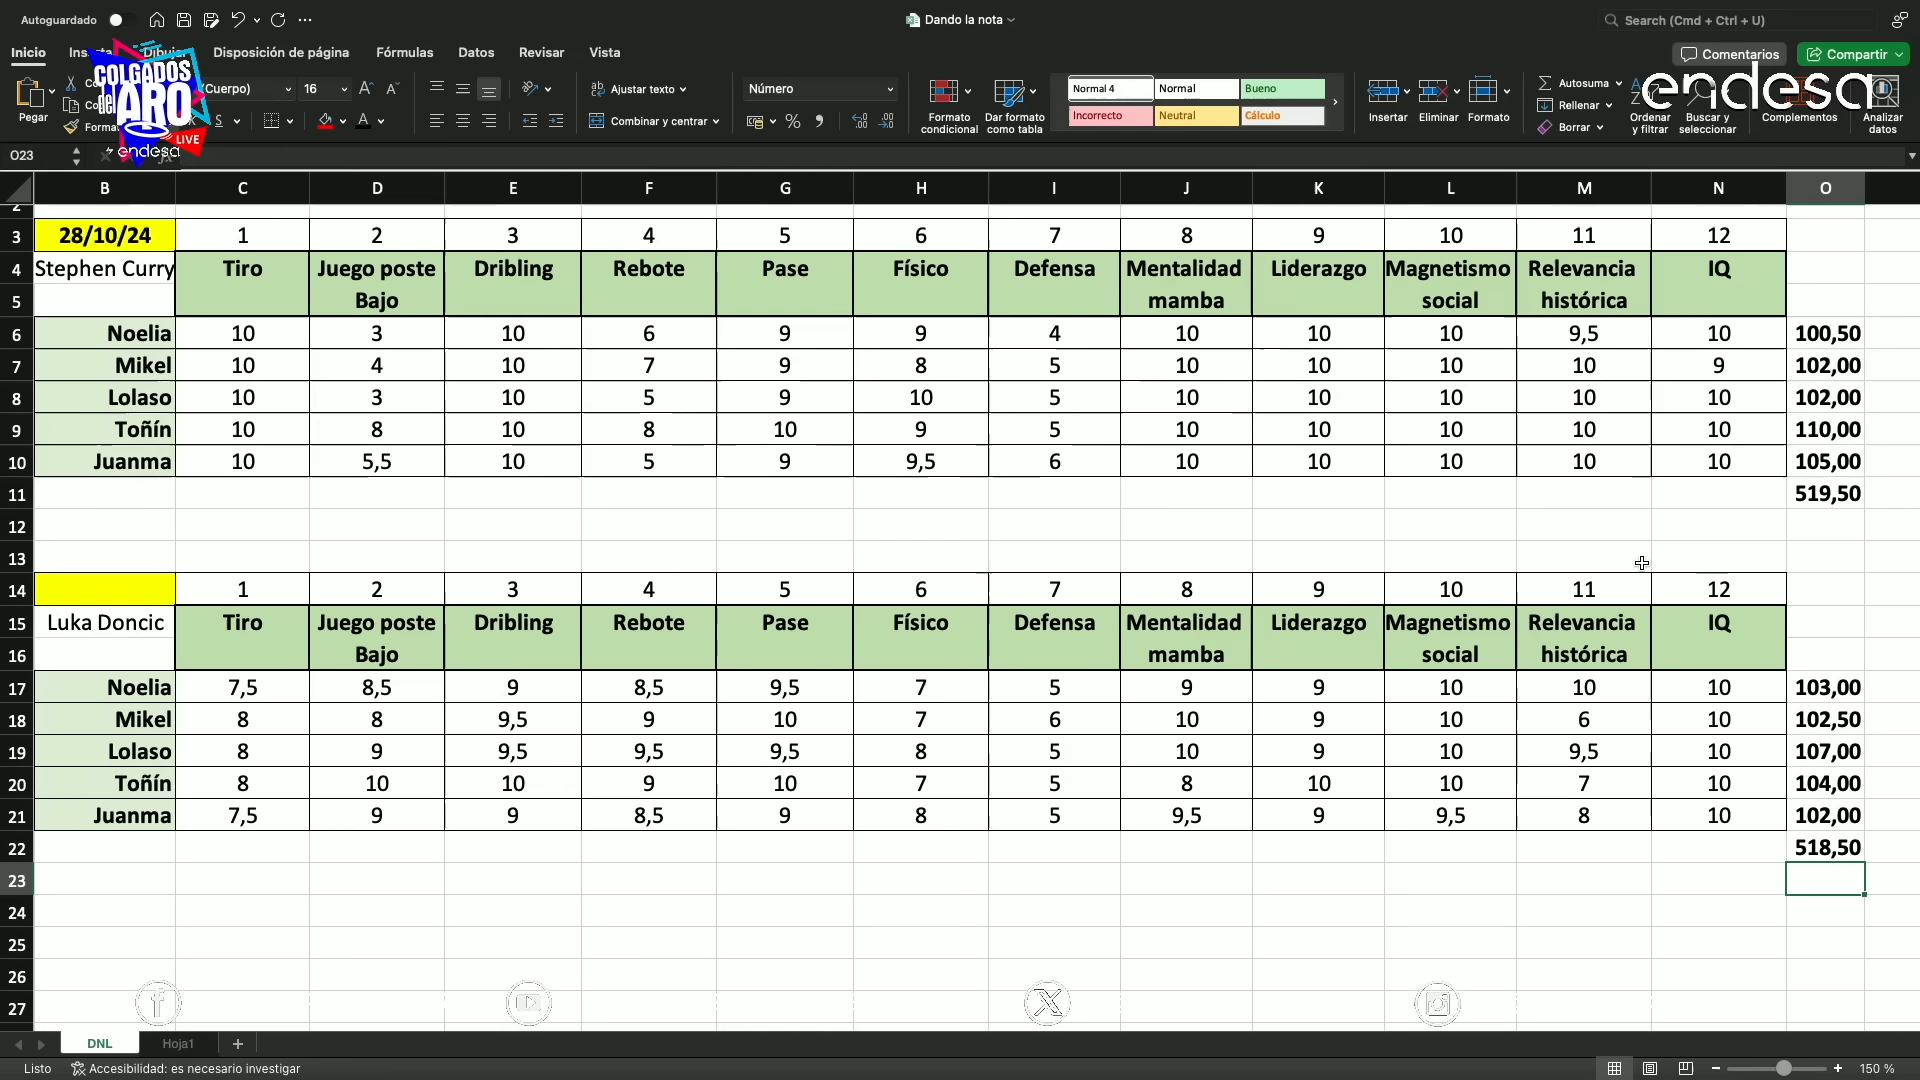 Autoguardado
Dando la nota
Search (Cmd + Ctrl + U)
Inicio Disposición de página Fórmulas Datos Revisar Vista
Comentarios Compartir
COLGADOS del ARO LIVE
endesa
endesa
Pegar
(Cuerpo) 16
Ajustar texto
Combinar y centrar
Número
Formato condicional
Dar formato como tabla
Normal 4 Normal Bueno
Incorrecto Neutral Cálculo
Insertar Eliminar Formato
Autosuma
Rellenar
Borrar
Ordenar y filtrar
Buscar y seleccionar
Complementos
Analizar datos
O23
B C D E F G H I J K L M N O
2
3 28/10/24 1 2 3 4 5 6 7 8 9 10 11 12
4 Stephen Curry Tiro Juego poste Dribling Rebote Pase Físico Defensa Mentalidad Liderazgo Magnetismo Relevancia IQ
5 Bajo mamba social histórica
6 Noelia 10 3 10 6 9 9 4 10 10 10 9,5 10 100,50
7 Mikel 10 4 10 7 9 8 5 10 10 10 10 9 102,00
8 Lolaso 10 3 10 5 9 10 5 10 10 10 10 10 102,00
9 Toñín 10 8 10 8 10 9 5 10 10 10 10 10 110,00
10 Juanma 10 5,5 10 5 9 9,5 6 10 10 10 10 10 105,00
11 519,50
12
13
14 1 2 3 4 5 6 7 8 9 10 11 12
15 Luka Doncic Tiro Juego poste Dribling Rebote Pase Físico Defensa Mentalidad Liderazgo Magnetismo Relevancia IQ
16 Bajo mamba social histórica
17 Noelia 7,5 8,5 9 8,5 9,5 7 5 9 9 10 10 10 103,00
18 Mikel 8 8 9,5 9 10 7 6 10 9 10 6 10 102,50
19 Lolaso 8 9 9,5 9,5 9,5 8 5 10 9 10 9,5 10 107,00
20 Toñín 8 10 10 9 10 7 5 8 10 10 7 10 104,00
21 Juanma 7,5 9 9 8,5 9 8 5 9,5 9 9,5 8 10 102,00
22 518,50
23
24
25
26
27
DNL Hoja1
Listo Accesibilidad: es necesario investigar
150 %